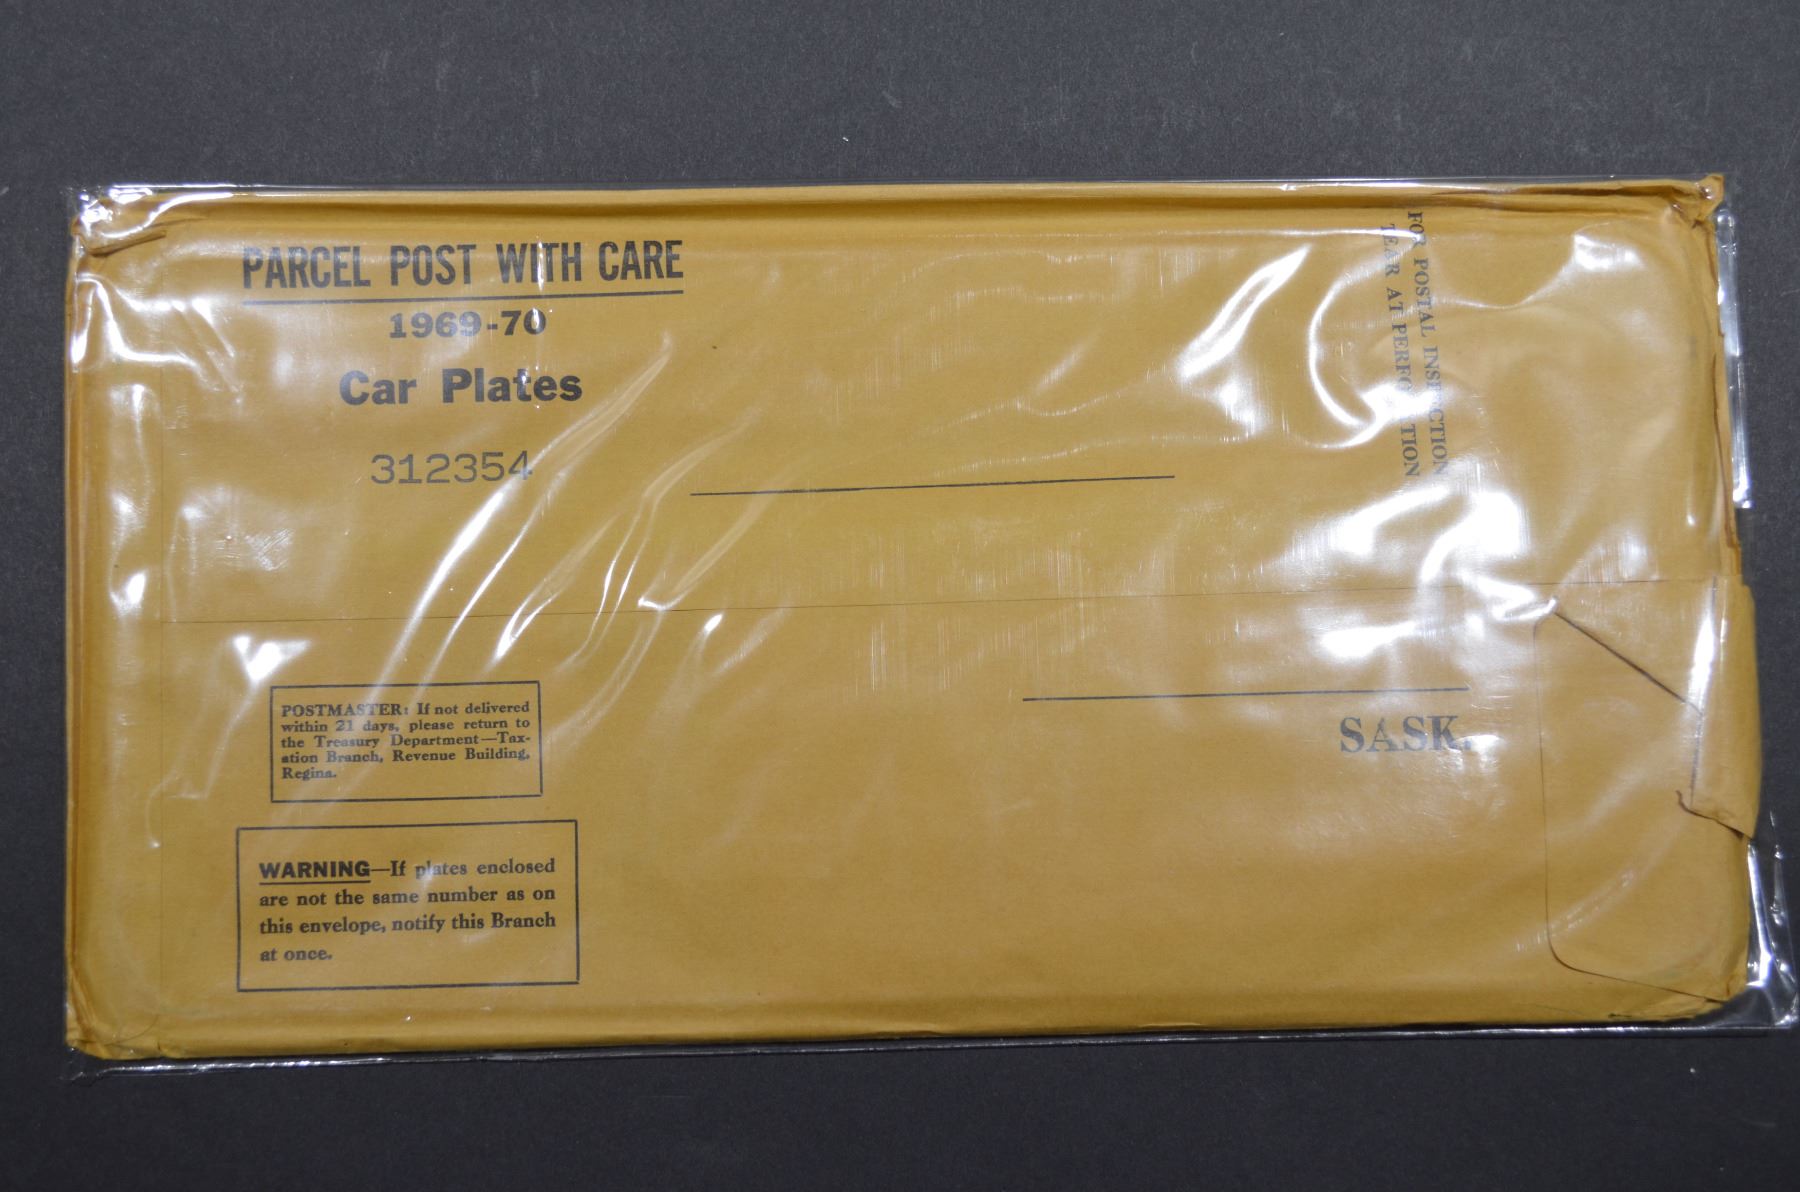 PARCEL POST WITH CARE
1969-70
Car Plates
312354
FOR POSTAL INSPECTION
TEAR AT PERFORATION
SASK.
POSTMASTER: If not delivered
within 21 days, please return to
the Treasury Department—Tax-
ation Branch, Revenue Building,
Regina.
WARNING—If plates enclosed
are not the same number as on
this envelope, notify this Branch
at once.